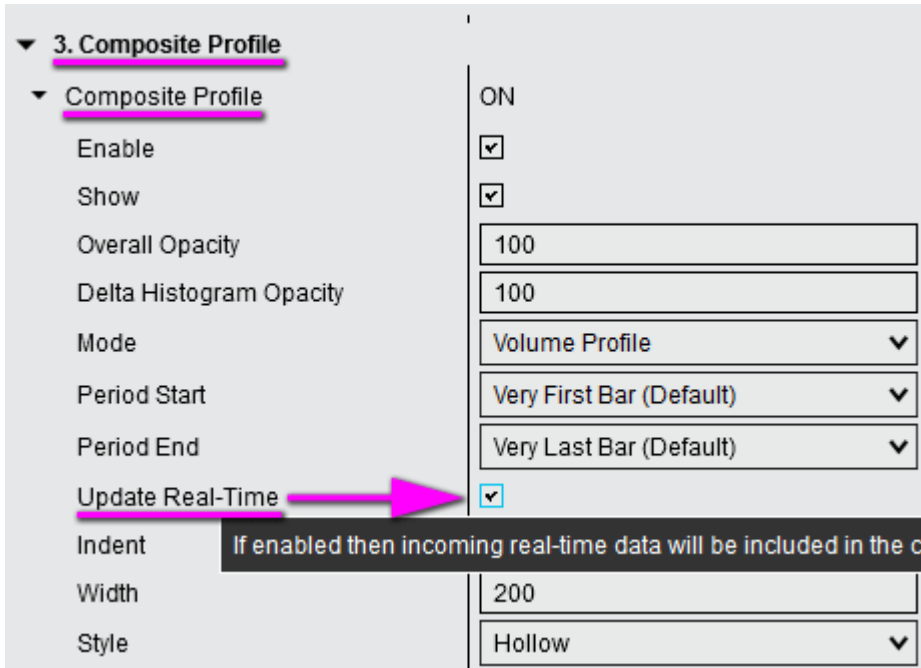 3. Composite Profile
Composite Profile ON
Enable
Show
Overall Opacity 100
Delta Histogram Opacity 100
Mode Volume Profile
Period Start Very First Bar (Default)
Period End Very Last Bar (Default)
Update Real-Time
Indent If enabled then incoming real-time data will be included in the
Width 200
Style Hollow